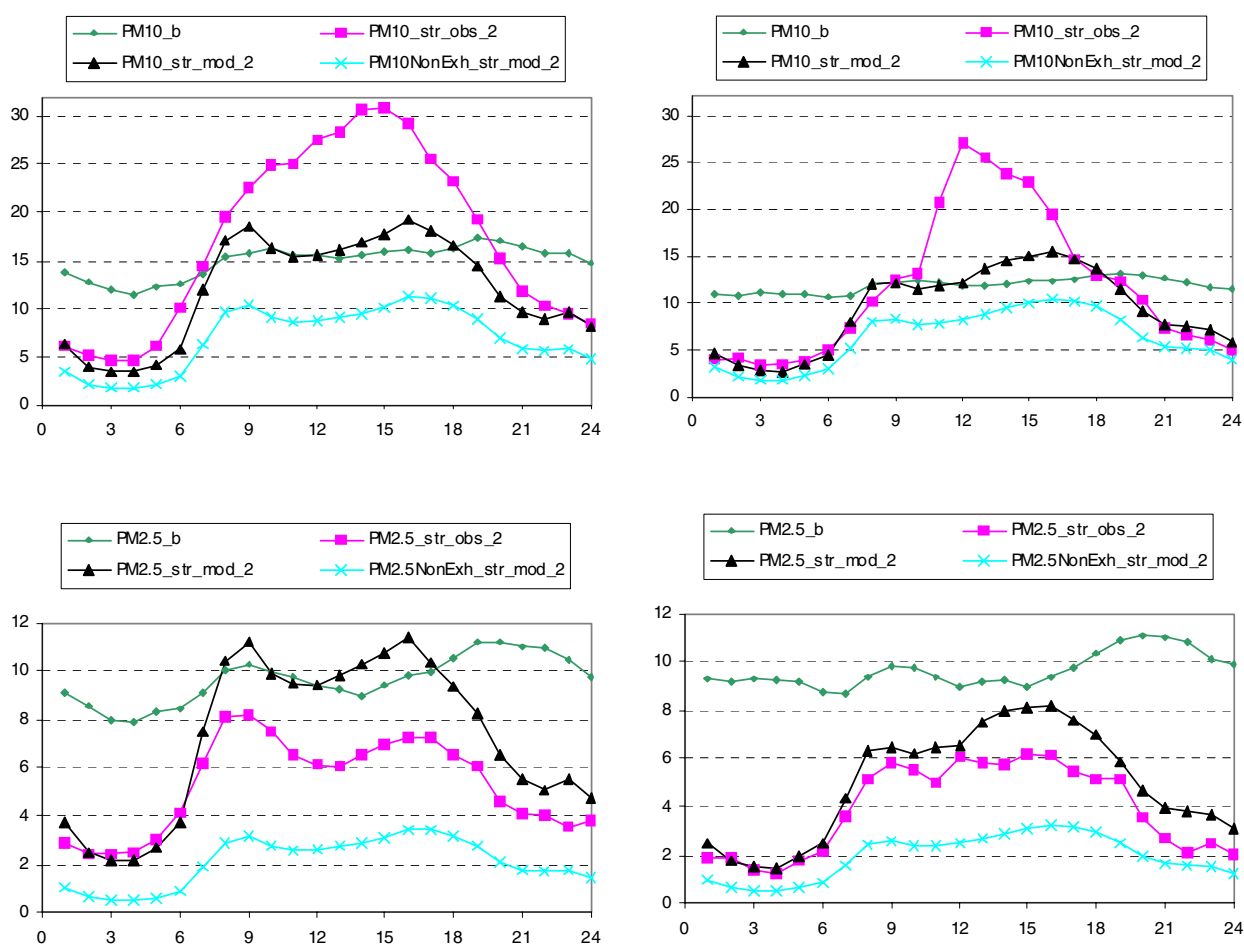 PM10_b PM10_str_obs_2
PM10_str_mod_2 PM10NonExh_str_mod_2
30
25
20
15
10
5
0
0 3 6 9 12 15 18 21 24
PM10_b PM10_str_obs_2
PM10_str_mod_2 PM10NonExh_str_mod_2
30
25
20
15
10
5
0
0 3 6 9 12 15 18 21 24
PM2.5_b PM2.5_str_obs_2
PM2.5_str_mod_2 PM2.5NonExh_str_mod_2
12
10
8
6
4
2
0
0 3 6 9 12 15 18 21 24
PM2.5_b PM2.5_str_obs_2
PM2.5_str_mod_2 PM2.5NonExh_str_mod_2
12
10
8
6
4
2
0
0 3 6 9 12 15 18 21 24